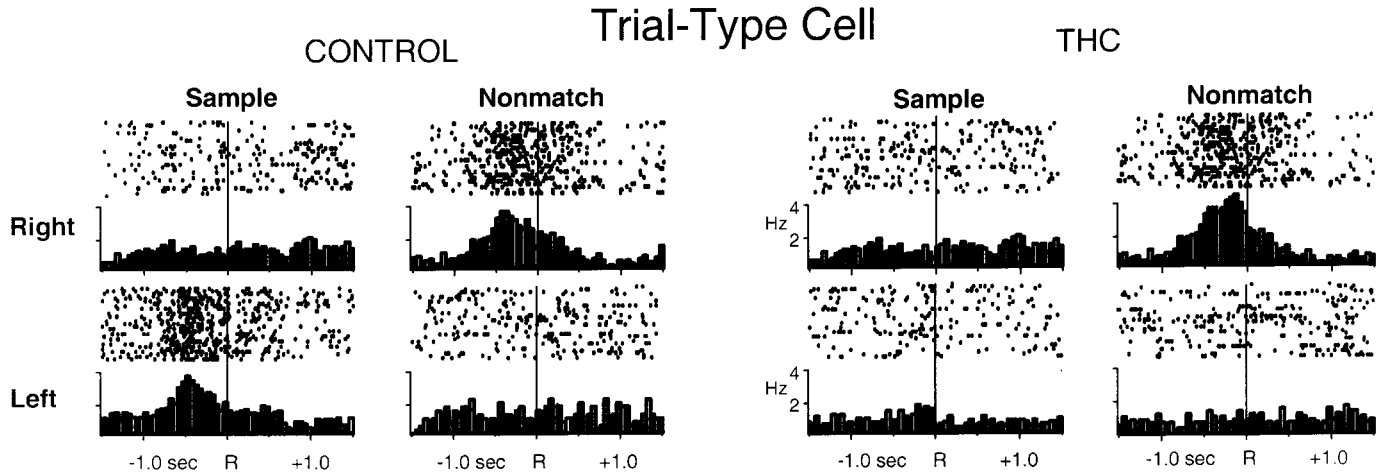 Trial-Type Cell
CONTROL THC
Sample Nonmatch Sample Nonmatch
Right
Hz 4
2
Left
Hz 4
2
-1.0 sec R +1.0 -1.0 sec R +1.0 -1.0 sec R +1.0 -1.0 sec R +1.0